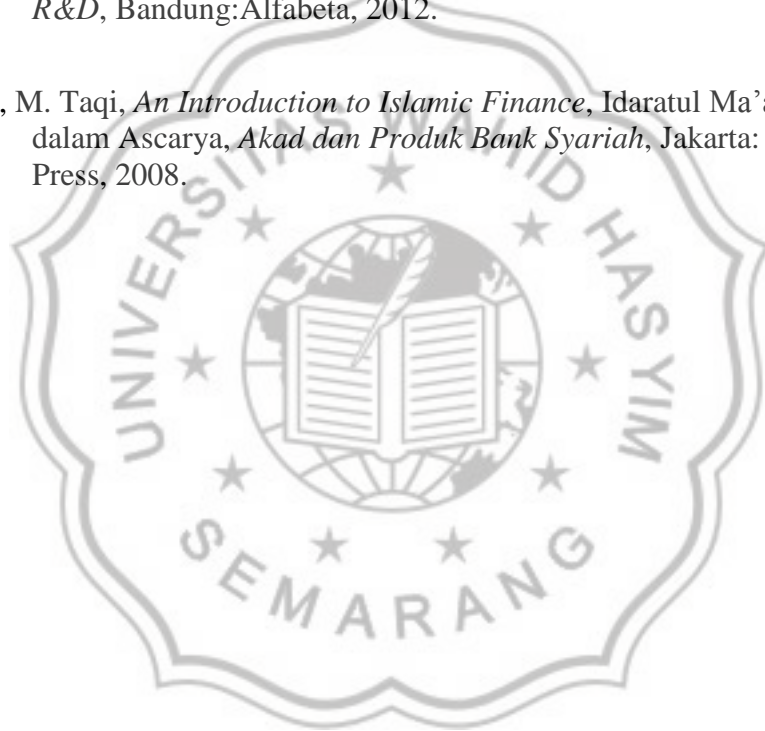 R&D, Bandung:Alfabeta, 2012.
, M. Taqi, An Introduction to Islamic Finance, Idaratul Ma’a
dalam Ascarya, Akad dan Produk Bank Syariah, Jakarta:
Press, 2008.
UNIVERSITAS WAHID HASYIM
SEMARANG